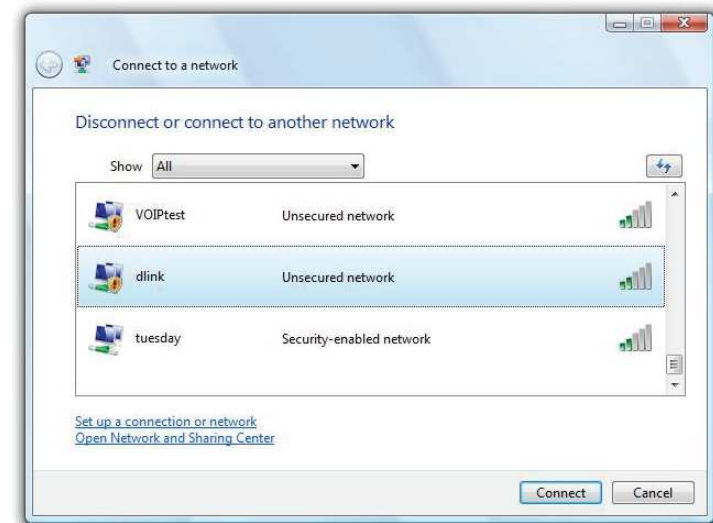 Connect to a network
Disconnect or connect to another network
Show All
VOIPtest Unsecured network
dlink Unsecured network
tuesday Security-enabled network
Set up a connection or network
Open Network and Sharing Center
Connect Cancel